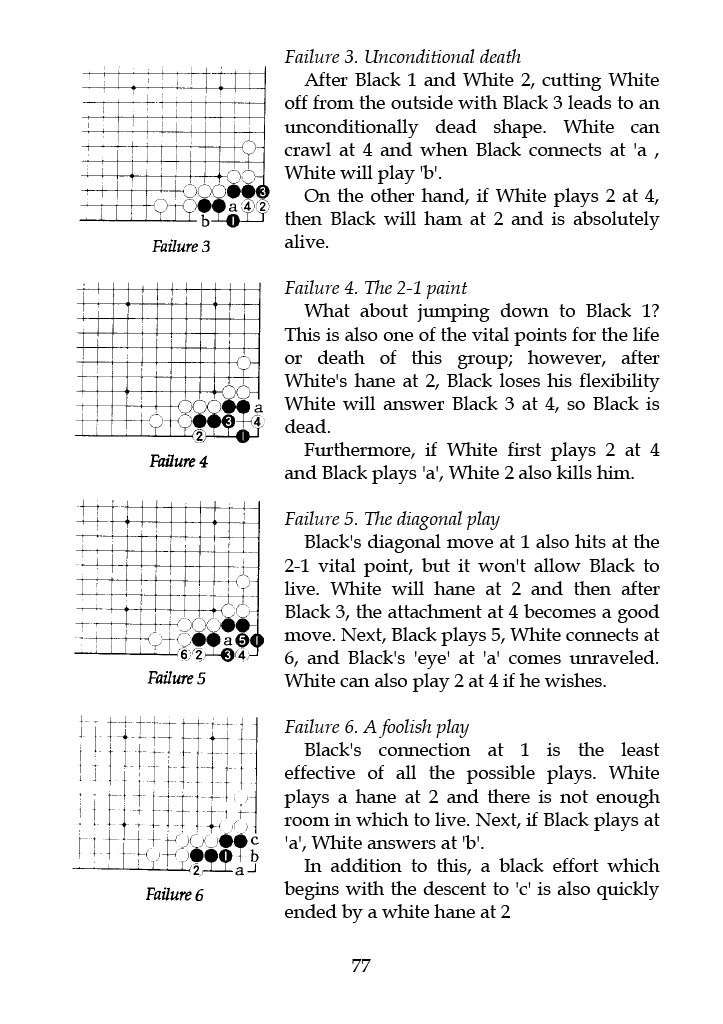 Failure 3. Unconditional death
After Black 1 and White 2, cutting White
off from the outside with Black 3 leads to an
unconditionally dead shape. White can
crawl at 4 and when Black connects at 'a ,
White will play 'b'.
On the other hand, if White plays 2 at 4,
then Black will ham at 2 and is absolutely
alive.
3
a 4 2
b 1
Failure 3
Failure 4. The 2-1 paint
What about jumping down to Black 1?
This is also one of the vital points for the life
or death of this group; however, after
White's hane at 2, Black loses his flexibility
White will answer Black 3 at 4, so Black is
dead.
Furthermore, if White first plays 2 at 4
and Black plays 'a', White 2 also kills him.
a
3 4
2 1
Failure 4
Failure 5. The diagonal play
Black's diagonal move at 1 also hits at the
2-1 vital point, but it won't allow Black to
live. White will hane at 2 and then after
Black 3, the attachment at 4 becomes a good
move. Next, Black plays 5, White connects at
6, and Black's 'eye' at 'a' comes unraveled.
White can also play 2 at 4 if he wishes.
a 5 1
6 2 3 4
Failure 5
Failure 6. A foolish play
Black's connection at 1 is the least
effective of all the possible plays. White
plays a hane at 2 and there is not enough
room in which to live. Next, if Black plays at
'a', White answers at 'b'.
In addition to this, a black effort which
begins with the descent to 'c' is also quickly
ended by a white hane at 2
c
1 b
2 a
Failure 6
77